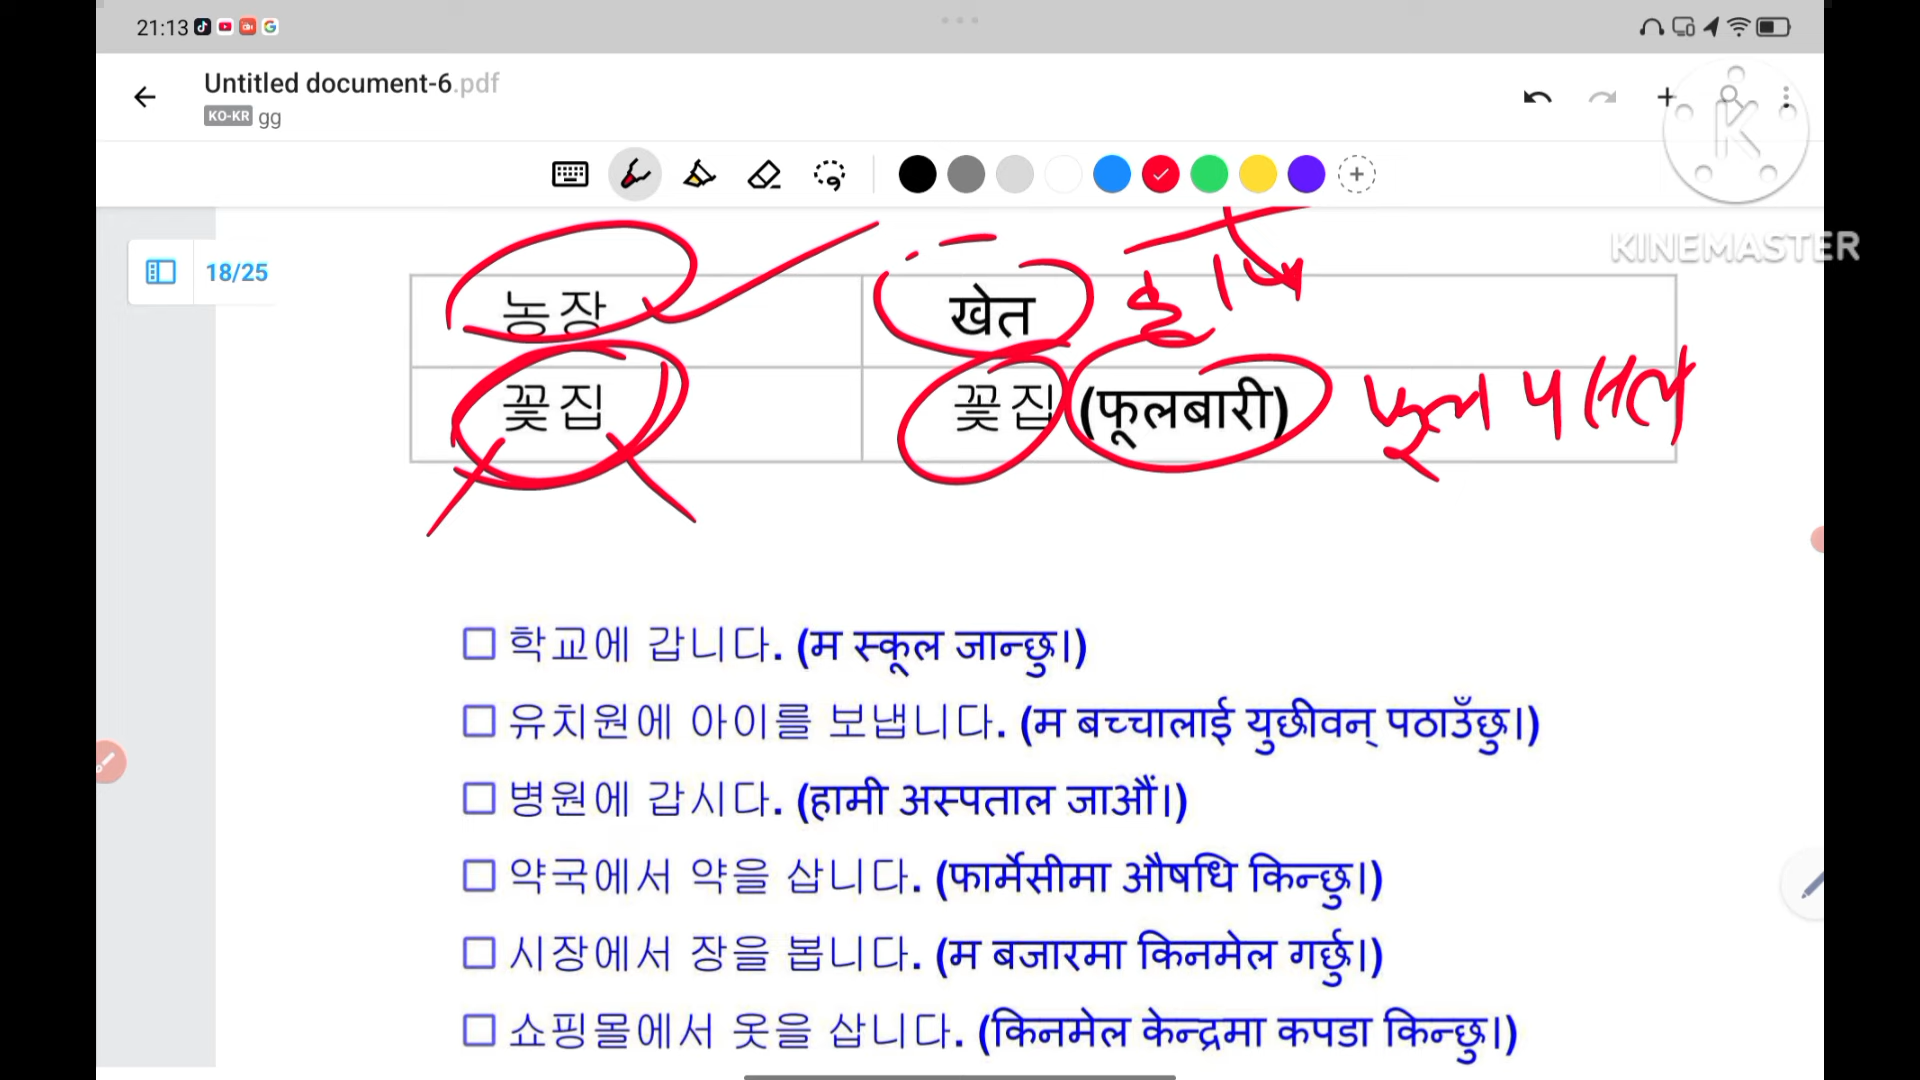 21:13
Untitled document-6.pdf
KO-KR gg
KINEMASTER
18/25
농장 खेत
꽃집 꽃집 (फूलबारी) फूल प
학교에 갑니다. (म स्कूल जान्छु।)
유치원에 아이를 보냅니다. (म बच्चालाई युछीवन् पठाउँछु।)
병원에 갑시다. (हामी अस्पताल जाऔं।)
약국에서 약을 삽니다. (फार्मेसीमा औषधि किन्छु।)
시장에서 장을 봅니다. (म बजारमा किनमेल गर्छु।)
쇼핑몰에서 옷을 삽니다. (किनमेल केन्द्रमा कपडा किन्छु।)